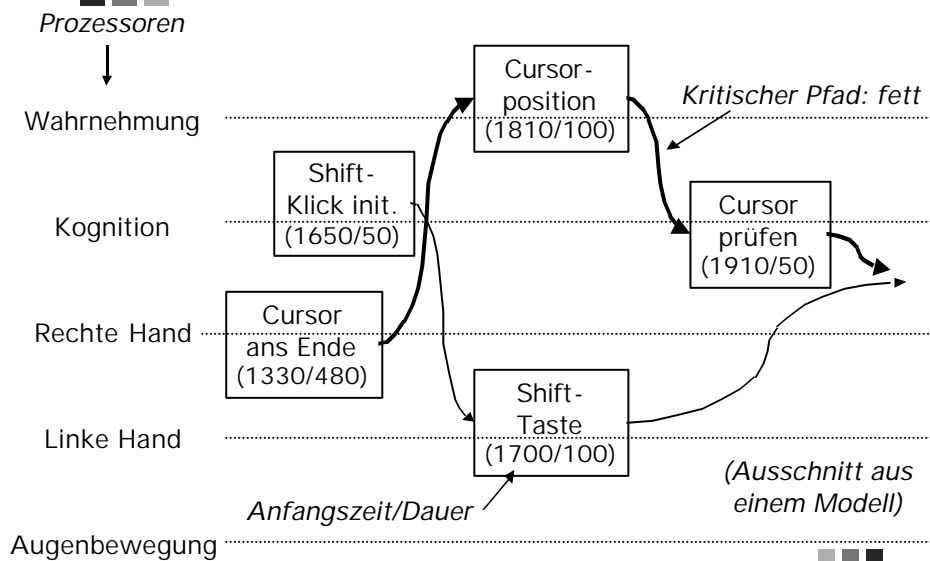 Prozessoren
Cursor-
position
(1810/100)
Kritischer Pfad: fett
Wahrnehmung
Shift-
Klick init.
(1650/50)
Kognition
Cursor
prüfen
(1910/50)
Rechte Hand
Cursor
ans Ende
(1330/480)
Shift-
Taste
(1700/100)
Linke Hand
(Ausschnitt aus
einem Modell)
Anfangszeit/Dauer
Augenbewegung